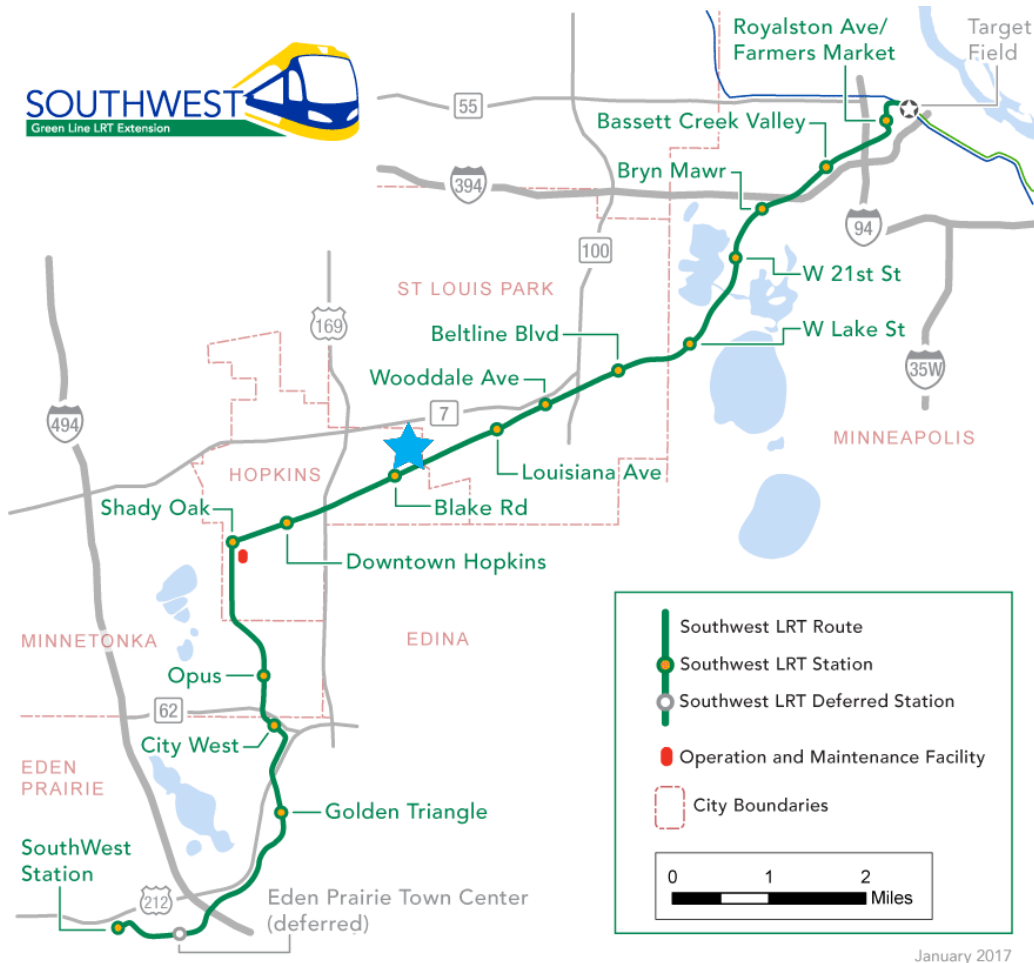 SOUTHWEST
Green Line LRT Extension
Royalston Ave/
Farmers Market
Target
Field
55
Bassett Creek Valley
Bryn Mawr
394
94
100
ST LOUIS PARK
W 21st St
169
Beltline Blvd
W Lake St
35W
Wooddale Ave
7
494
MINNEAPOLIS
HOPKINS
Louisiana Ave
Shady Oak
Blake Rd
Downtown Hopkins
MINNETONKA
EDINA
Opus
62
City West
EDEN
PRAIRIE
Golden Triangle
SouthWest
Station
212
Eden Prairie Town Center
(deferred)
Southwest LRT Route
Southwest LRT Station
Southwest LRT Deferred Station
Operation and Maintenance Facility
City Boundaries
0 1 2
Miles
January 2017